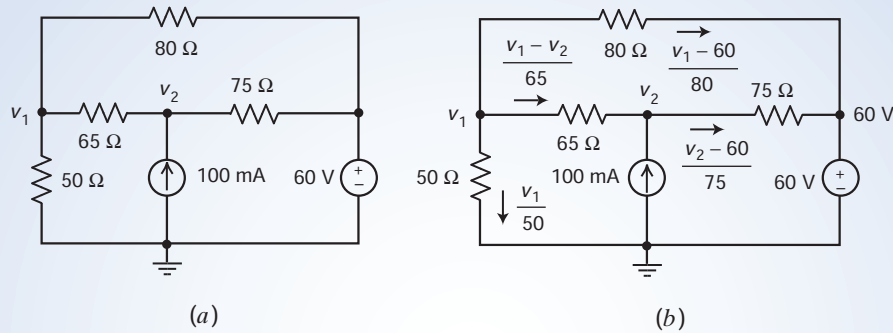 80 Ω
75 Ω
v₂
v₁
65 Ω
50 Ω
100 mA
60 V
+
–
(a)
v₁ – v₂
65
80 Ω
v₁ – 60
80
v₂
75 Ω
v₁
60 V
65 Ω
v₂ – 60
75
50 Ω
100 mA
60 V
+
–
v₁
50
(b)